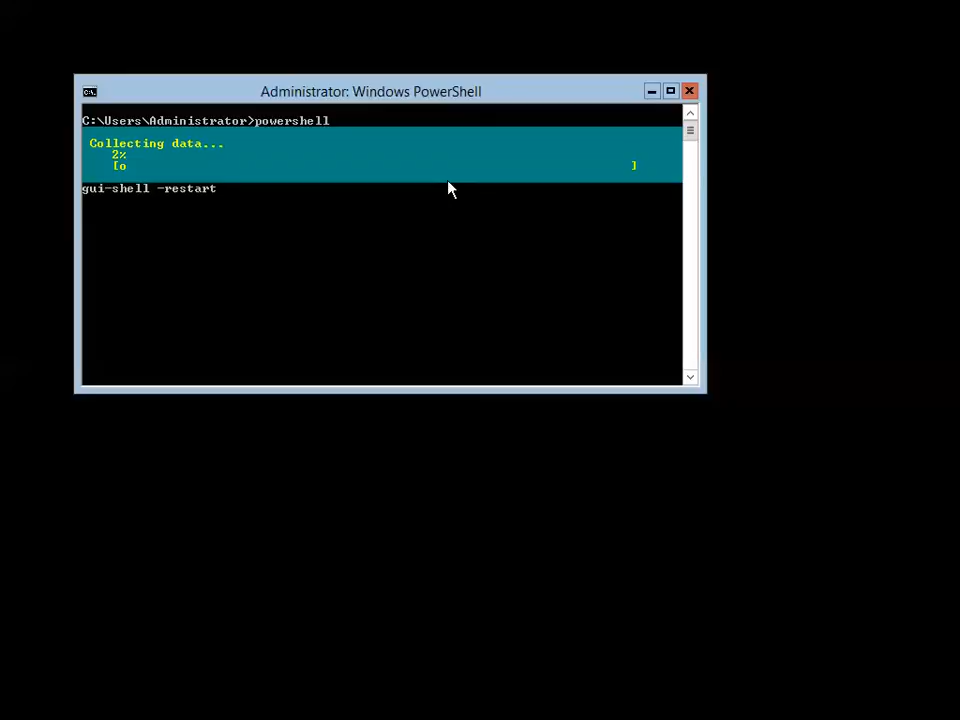 Administrator: Windows PowerShell
C:\Users\Administrator>powershell
Collecting data...
2%
[o ]
gui-shell -restart